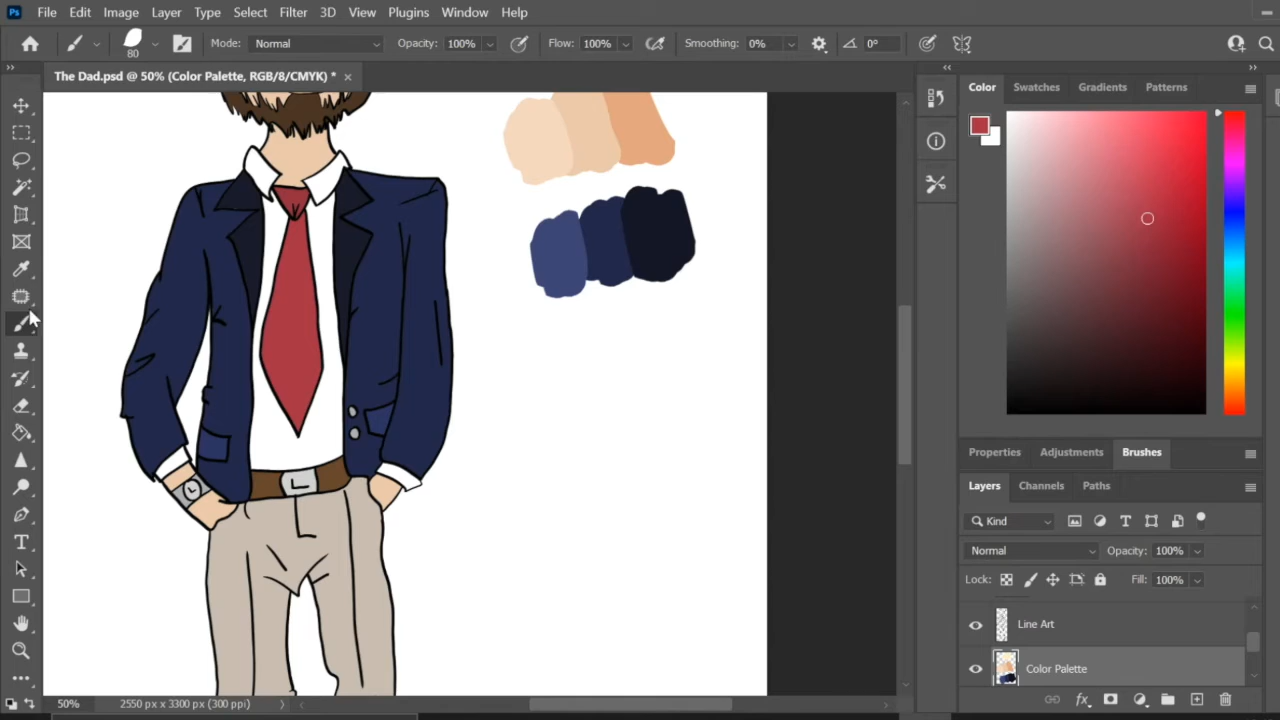 Ps File Edit Image Layer Type Select Filter 3D View Plugins Window Help
80 Mode: Normal Opacity: 100% Flow: 100% Smoothing: 0% 0°
The Dad.psd @ 50% (Color Palette, RGB/8/CMYK) *
Color Swatches Gradients Patterns
Properties Adjustments Brushes
Layers Channels Paths
Kind
Normal Opacity: 100%
Lock: Fill: 100%
Line Art
Color Palette
50% 2550 px x 3300 px (300 ppi)